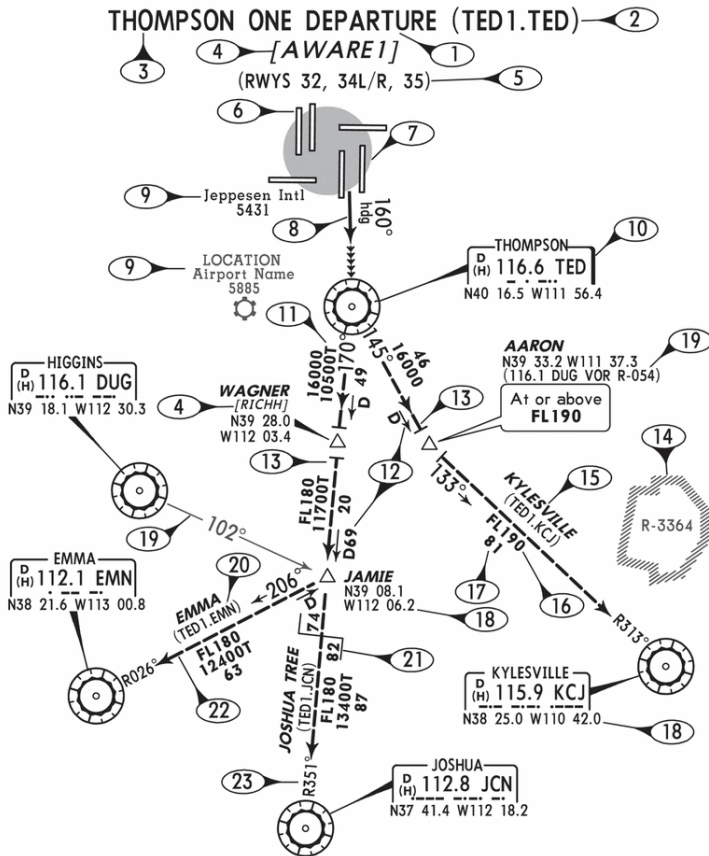 THOMPSON ONE DEPARTURE (TED1.TED)
2
4
[AWARE1]
1
3
(RWYS 32, 34L/R, 35)
5
6
7
9
Jeppesen Intl
5431
8
160°
hdg
10
9
LOCATION
Airport Name
5885
THOMPSON
D
(H) 116.6 TED
N40 16.5 W111 56.4
11
170°
145°
16000
10500T
D 49
46
16000
D
AARON
N39 33.2 W111 37.3
(116.1 DUG VOR R-054)
19
At or above
FL190
13
HIGGINS
D
(H) 116.1 DUG
N39 18.1 W112 30.3
WAGNER
[RICHH]
N39 28.0
W112 03.4
4
13
12
14
R-3364
15
133°
KYLESVILLE
(TED1.KCJ)
FL190
81
17
16
FL180
11700T
20
D69
102°
19
EMMA
D
(H) 112.1 EMN
N38 21.6 W113 00.8
20
206°
EMMA
(TED1.EMN)
FL180
12400T
63
R026°
22
JAMIE
N39 08.1
W112 06.2
18
D
74
82
21
JOSHUA TREE
(TED1.JCN)
FL180
13400T
87
R313°
KYLESVILLE
D
(H) 115.9 KCJ
N38 25.0 W110 42.0
18
23
R351°
JOSHUA
D
(H) 112.8 JCN
N37 41.4 W112 18.2